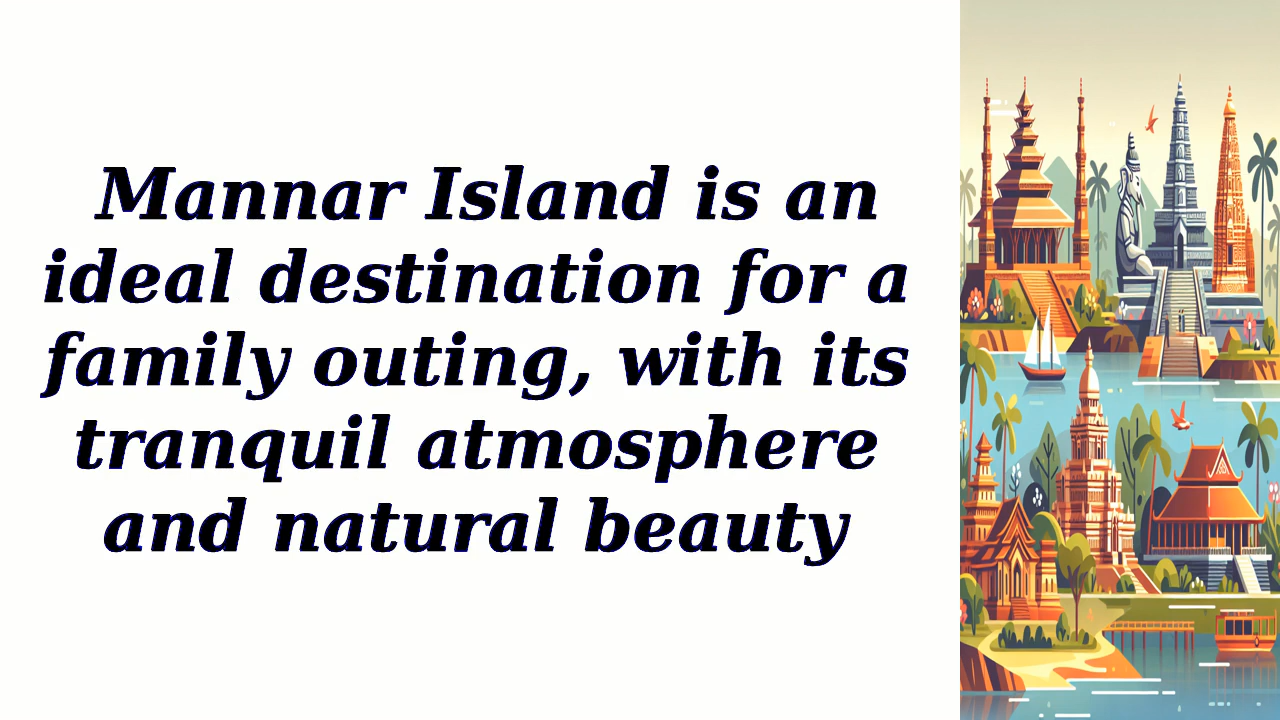 Mannar Island is an
ideal destination for a
family outing, with its
tranquil atmosphere
and natural beauty